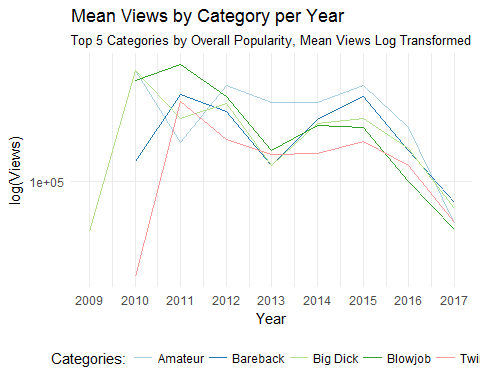 Mean Views by Category per Year
Top 5 Categories by Overall Popularity, Mean Views Log Transformed
log(Views)
1e+05
2009 2010 2011 2012 2013 2014 2015 2016 2017
Year
Categories: Amateur Bareback Big Dick Blowjob Twi